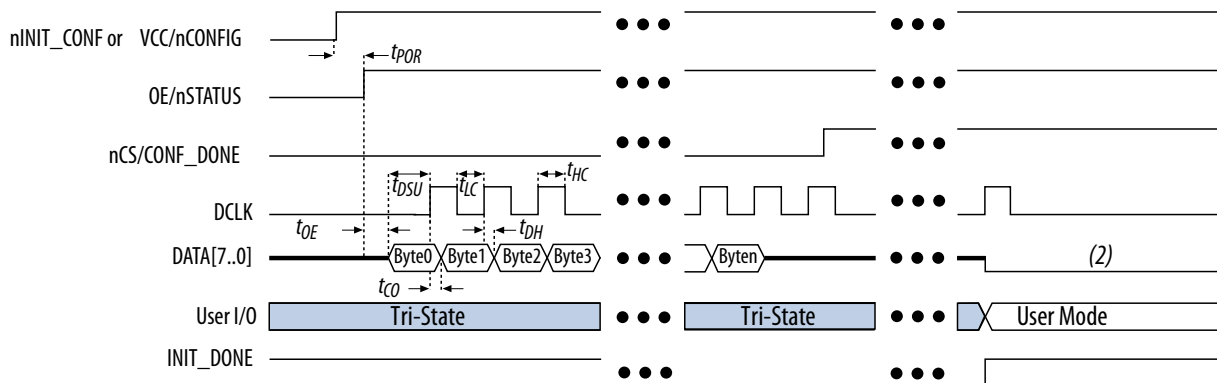 nINIT_CONF or VCC/nCONFIG
tPOR
OE/nSTATUS
nCS/CONF_DONE
tDSU tLC tHC
DCLK
tOE tDH
DATA[7..0] Byte0 Byte1 Byte2 Byte3 Byten (2)
tCO
User I/O Tri-State Tri-State User Mode
INIT_DONE